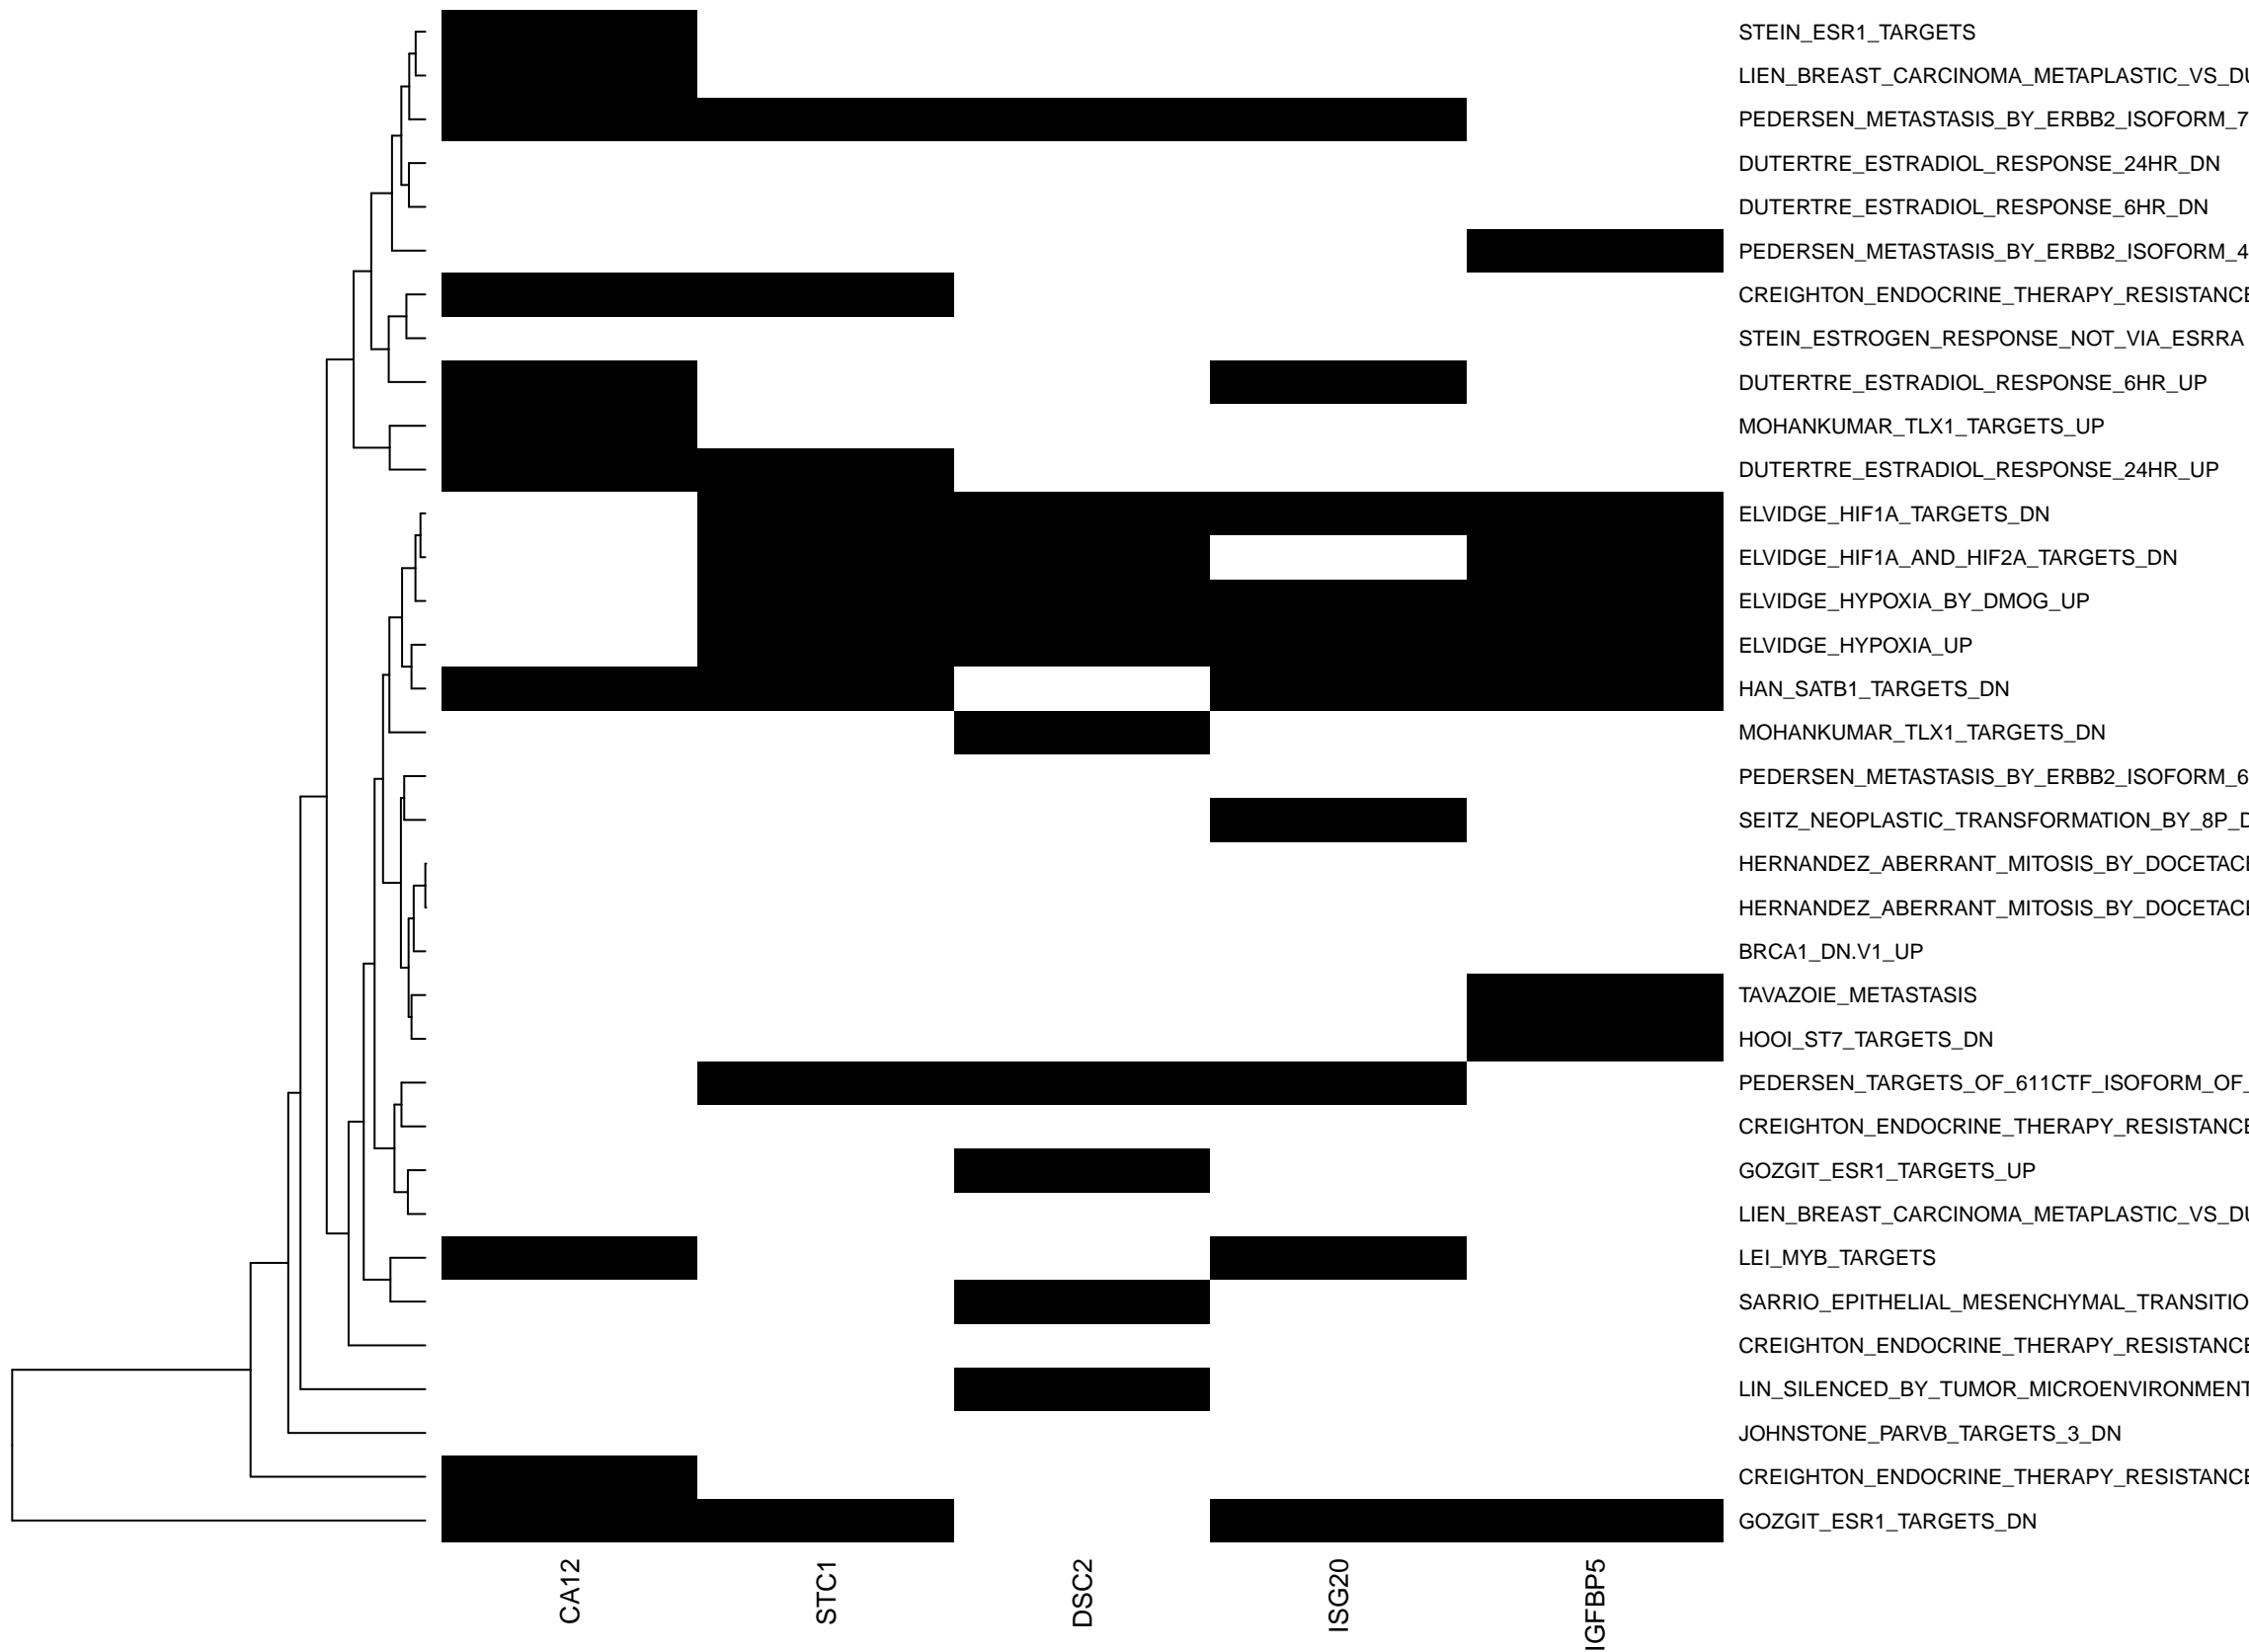 STEIN_ESR1_TARGETS
LIEN_BREAST_CARCINOMA_METAPLASTIC_VS_DU
PEDERSEN_METASTASIS_BY_ERBB2_ISOFORM_7
DUTERTRE_ESTRADIOL_RESPONSE_24HR_DN
DUTERTRE_ESTRADIOL_RESPONSE_6HR_DN
PEDERSEN_METASTASIS_BY_ERBB2_ISOFORM_4
CREIGHTON_ENDOCRINE_THERAPY_RESISTANCE
STEIN_ESTROGEN_RESPONSE_NOT_VIA_ESRRA
DUTERTRE_ESTRADIOL_RESPONSE_6HR_UP
MOHANKUMAR_TLX1_TARGETS_UP
DUTERTRE_ESTRADIOL_RESPONSE_24HR_UP
ELVIDGE_HIF1A_TARGETS_DN
ELVIDGE_HIF1A_AND_HIF2A_TARGETS_DN
ELVIDGE_HYPOXIA_BY_DMOG_UP
ELVIDGE_HYPOXIA_UP
HAN_SATB1_TARGETS_DN
MOHANKUMAR_TLX1_TARGETS_DN
PEDERSEN_METASTASIS_BY_ERBB2_ISOFORM_6
SEITZ_NEOPLASTIC_TRANSFORMATION_BY_8P_D
HERNANDEZ_ABERRANT_MITOSIS_BY_DOCETACE
HERNANDEZ_ABERRANT_MITOSIS_BY_DOCETACE
BRCA1_DN.V1_UP
TAVAZOIE_METASTASIS
HOOI_ST7_TARGETS_DN
PEDERSEN_TARGETS_OF_611CTF_ISOFORM_OF_
CREIGHTON_ENDOCRINE_THERAPY_RESISTANCE
GOZGIT_ESR1_TARGETS_UP
LIEN_BREAST_CARCINOMA_METAPLASTIC_VS_DU
LEI_MYB_TARGETS
SARRIO_EPITHELIAL_MESENCHYMAL_TRANSITIO
CREIGHTON_ENDOCRINE_THERAPY_RESISTANCE
LIN_SILENCED_BY_TUMOR_MICROENVIRONMENT
JOHNSTONE_PARVB_TARGETS_3_DN
CREIGHTON_ENDOCRINE_THERAPY_RESISTANCE
GOZGIT_ESR1_TARGETS_DN
CA12
STC1
DSC2
ISG20
IGFBP5